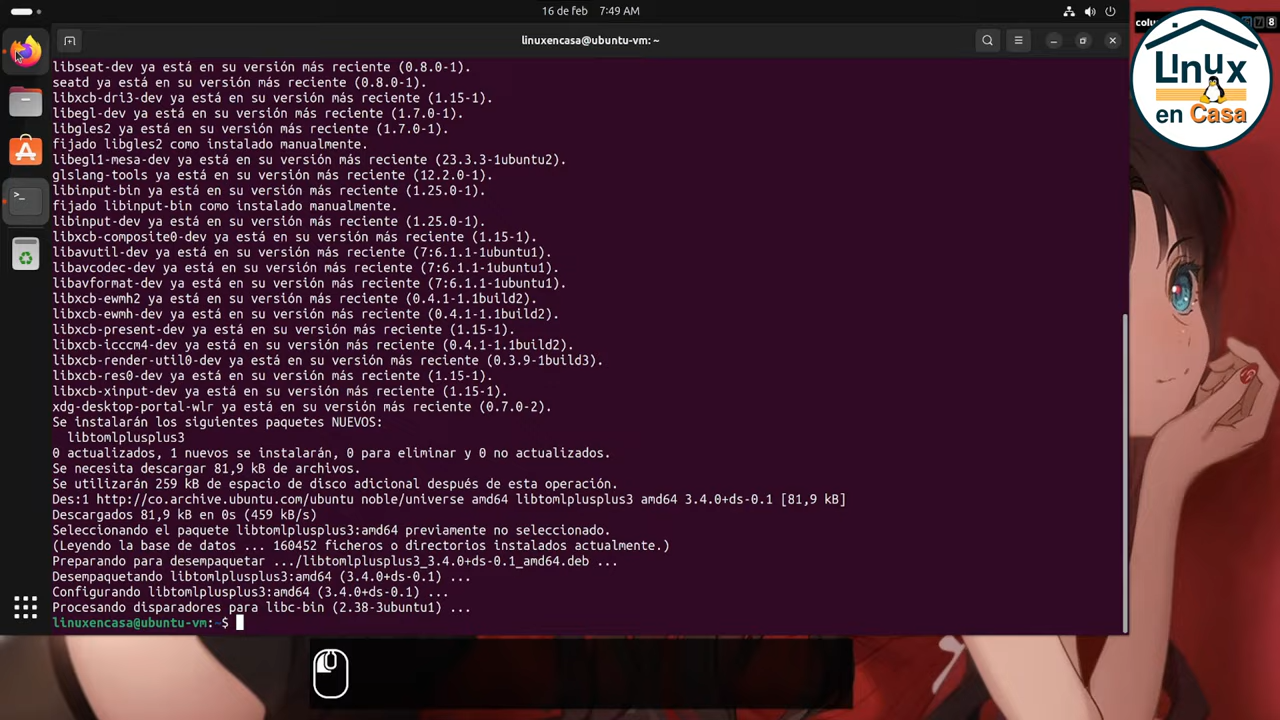 16 de feb 7:49 AM
linuxencasa@ubuntu-vm: ~
8
LInux
en Casa
libseat-dev ya está en su versión más reciente (0.8.0-1).
seatd ya está en su versión más reciente (0.8.0-1).
libxcb-dri3-dev ya está en su versión más reciente (1.15-1).
libegl-dev ya está en su versión más reciente (1.7.0-1).
libgles2 ya está en su versión más reciente (1.7.0-1).
fijado libgles2 como instalado manualmente.
libegl1-mesa-dev ya está en su versión más reciente (23.3.3-1ubuntu2).
glslang-tools ya está en su versión más reciente (12.2.0-1).
libinput-bin ya está en su versión más reciente (1.25.0-1).
fijado libinput-bin como instalado manualmente.
libinput-dev ya está en su versión más reciente (1.25.0-1).
libxcb-composite0-dev ya está en su versión más reciente (1.15-1).
libavutil-dev ya está en su versión más reciente (7:6.1.1-1ubuntu1).
libavcodec-dev ya está en su versión más reciente (7:6.1.1-1ubuntu1).
libavformat-dev ya está en su versión más reciente (7:6.1.1-1ubuntu1).
libxcb-ewmh2 ya está en su versión más reciente (0.4.1-1.1build2).
libxcb-ewmh-dev ya está en su versión más reciente (0.4.1-1.1build2).
libxcb-present-dev ya está en su versión más reciente (1.15-1).
libxcb-icccm4-dev ya está en su versión más reciente (0.4.1-1.1build2).
libxcb-render-util0-dev ya está en su versión más reciente (0.3.9-1build3).
libxcb-res0-dev ya está en su versión más reciente (1.15-1).
libxcb-xinput-dev ya está en su versión más reciente (1.15-1).
xdg-desktop-portal-wlr ya está en su versión más reciente (0.7.0-2).
Se instalarán los siguientes paquetes NUEVOS:
libtomlplusplus3
0 actualizados, 1 nuevos se instalarán, 0 para eliminar y 0 no actualizados.
Se necesita descargar 81,9 kB de archivos.
Se utilizarán 259 kB de espacio de disco adicional después de esta operación.
Des:1 http://co.archive.ubuntu.com/ubuntu noble/universe amd64 libtomlplusplus3 amd64 3.4.0+ds-0.1 [81,9 kB]
Descargados 81,9 kB en 0s (459 kB/s)
Seleccionando el paquete libtomlplusplus3:amd64 previamente no seleccionado.
(Leyendo la base de datos ... 160452 ficheros o directorios instalados actualmente.)
Preparando para desempaquetar .../libtomlplusplus3_3.4.0+ds-0.1_amd64.deb ...
Desempaquetando libtomlplusplus3:amd64 (3.4.0+ds-0.1) ...
Configurando libtomlplusplus3:amd64 (3.4.0+ds-0.1) ...
Procesando disparadores para libc-bin (2.38-3ubuntu1) ...
linuxencasa@ubuntu-vm:~$